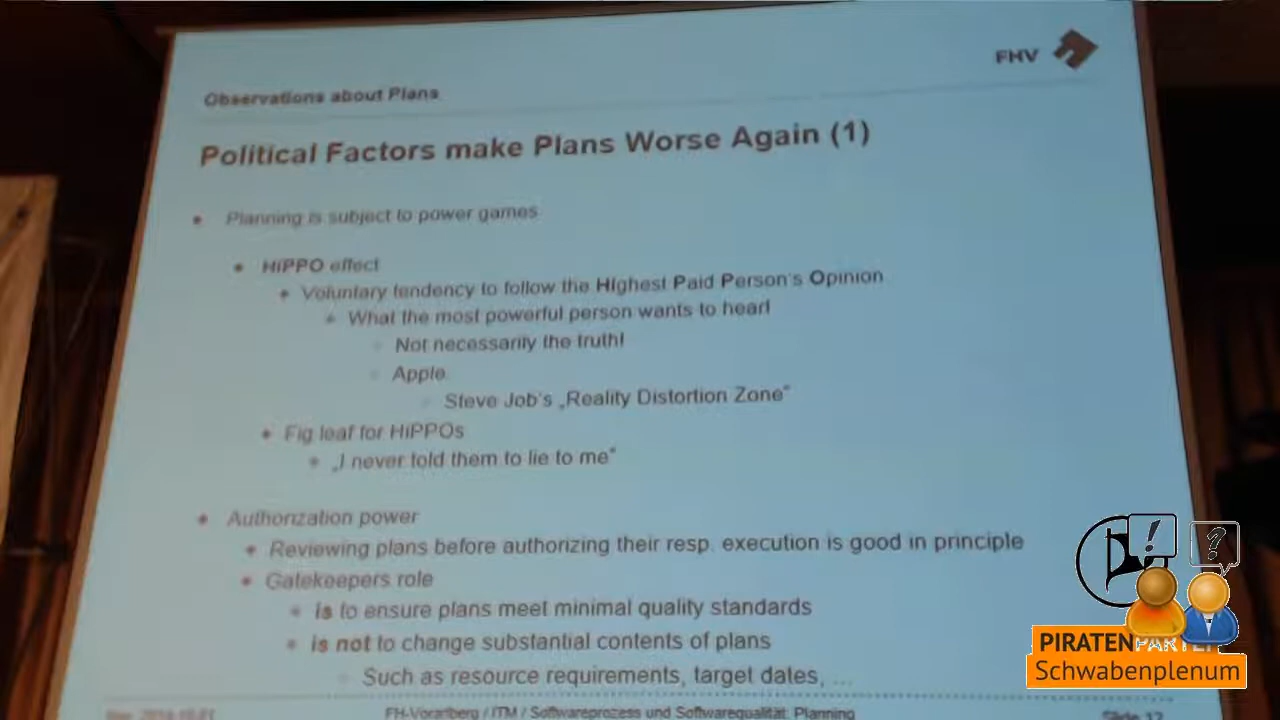 FHV
Observations about Plans
Political Factors make Plans Worse Again (1)
Planning is subject to power games
HiPPO effect
Voluntary tendency to follow the HIghest Paid Person's Opinion
What the most powerful person wants to hear!
Not necessarily the truth!
Apple
Steve Job's „Reality Distortion Zone"
Fig leaf for HiPPOs
„I never told them to lie to me"
Authorization power
Reviewing plans before authorizing their resp. execution is good in principle
Gatekeepers role
is to ensure plans meet minimal quality standards
is not to change substantial contents of plans
Such as resource requirements, target dates, ...
FH-Vorarlberg / ITM / Softwareprozess und Softwarequalität: Planning
Slide
! ?
PIRATENPARTEI
Schwabenplenum